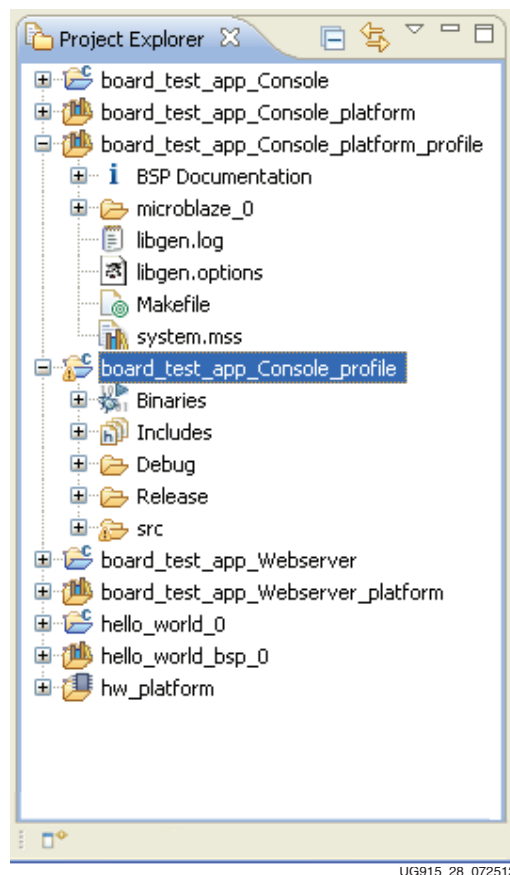 Project Explorer
board_test_app_Console
board_test_app_Console_platform
board_test_app_Console_platform_profile
BSP Documentation
microblaze_0
libgen.log
libgen.options
Makefile
system.mss
board_test_app_Console_profile
Binaries
Includes
Debug
Release
src
board_test_app_Webserver
board_test_app_Webserver_platform
hello_world_0
hello_world_bsp_0
hw_platform
UG915_28_072512